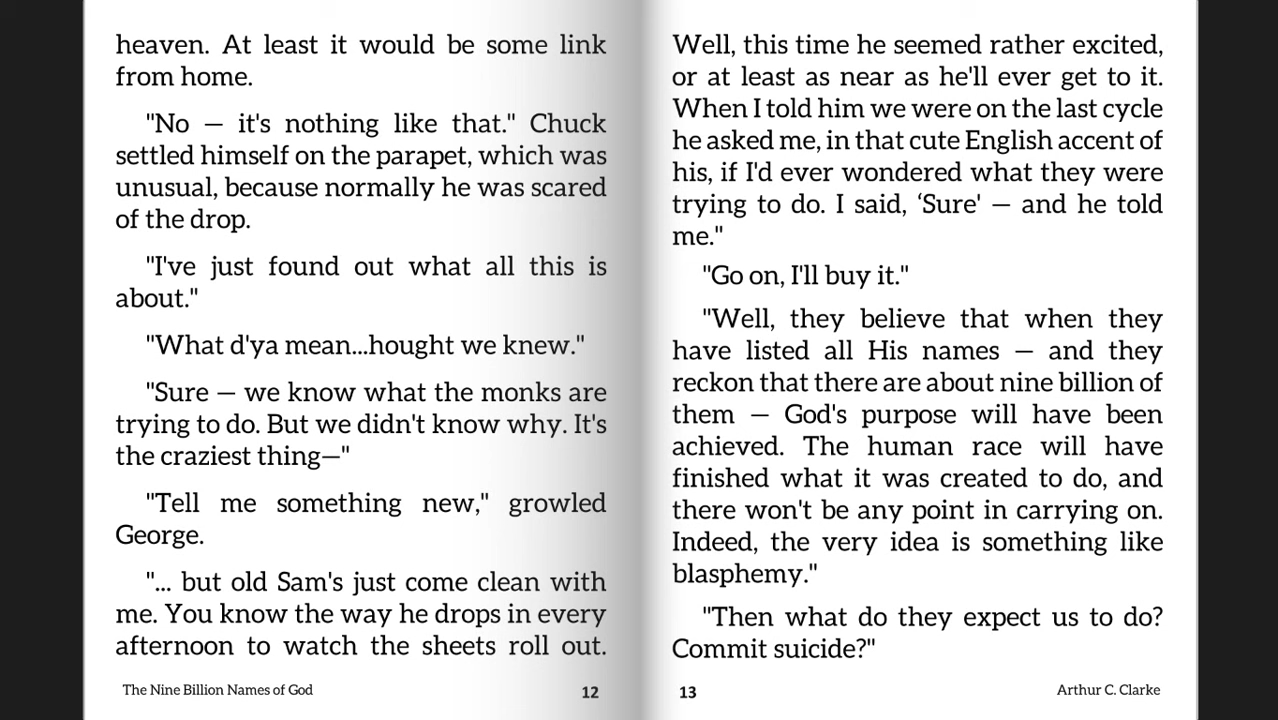 heaven. At least it would be some link
from home.
"No — it's nothing like that." Chuck
settled himself on the parapet, which was
unusual, because normally he was scared
of the drop.
"I've just found out what all this is
about."
"What d'ya mean...hought we knew."
"Sure — we know what the monks are
trying to do. But we didn't know why. It's
the craziest thing—"
"Tell me something new," growled
George.
"... but old Sam's just come clean with
me. You know the way he drops in every
afternoon to watch the sheets roll out.
The Nine Billion Names of God
12
Well, this time he seemed rather excited,
or at least as near as he'll ever get to it.
When I told him we were on the last cycle
he asked me, in that cute English accent of
his, if I'd ever wondered what they were
trying to do. I said, ‘Sure' — and he told
me."
"Go on, I'll buy it."
"Well, they believe that when they
have listed all His names — and they
reckon that there are about nine billion of
them — God's purpose will have been
achieved. The human race will have
finished what it was created to do, and
there won't be any point in carrying on.
Indeed, the very idea is something like
blasphemy."
"Then what do they expect us to do?
Commit suicide?"
13
Arthur C. Clarke